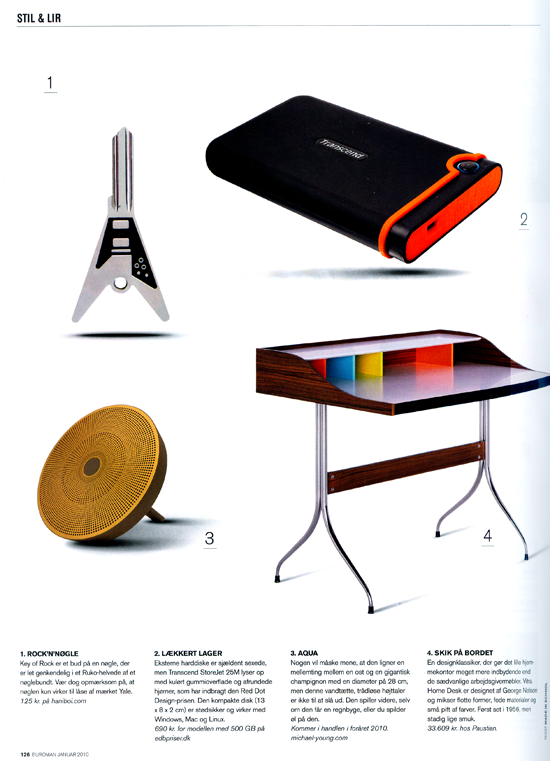 STIL & LIR
1
Transcend
2
3
4
1. ROCK'N'NØGLE
Key of Rock er et bud på en nøgle, der
er let genkendelig i et Ruko-helvede af et
nøglebundt. Vær dog opmærksom på, at
nøglen kun virker til låse af mærket Yale.
125 kr. på haniboi.com
2. LÆKKERT LAGER
Eksterne harddiske er sjældent sexede,
men Transcend StoreJet 25M lyser op
med kulørt gummioverflade og afrundede
hjørner, som har indbragt den Red Dot
Design-prisen. Den kompakte disk (13
x 8 x 2 cm) er stødsikker og virker med
Windows, Mac og Linux.
690 kr. for modellen med 500 GB på
edbpriser.dk
3. AQUA
Nogen vil måske mene, at den ligner en
mellemting mellem en ost og en gigantisk
champignon med en diameter på 28 cm,
men denne vandtætte, trådløse højttaler
er ikke til at slå ud. Den spiller videre, selv
om den får en regnbyge, eller du spilder
øl på den.
Kommer i handlen i foråret 2010.
michael-young.com
4. SKIK PÅ BORDET
En designklassiker, der gør det lille hjem-
mekontor meget mere indbydende end
de sædvanlige arbejdsgivermøbler. Vitra
Home Desk er designet af George Nelson
og mikser flotte former, fede materialer og
små pift af farver. Først set i 1958, men
stadig lige smuk.
33.609 kr. hos Paustian.
126 EUROMAN JANUAR 2010